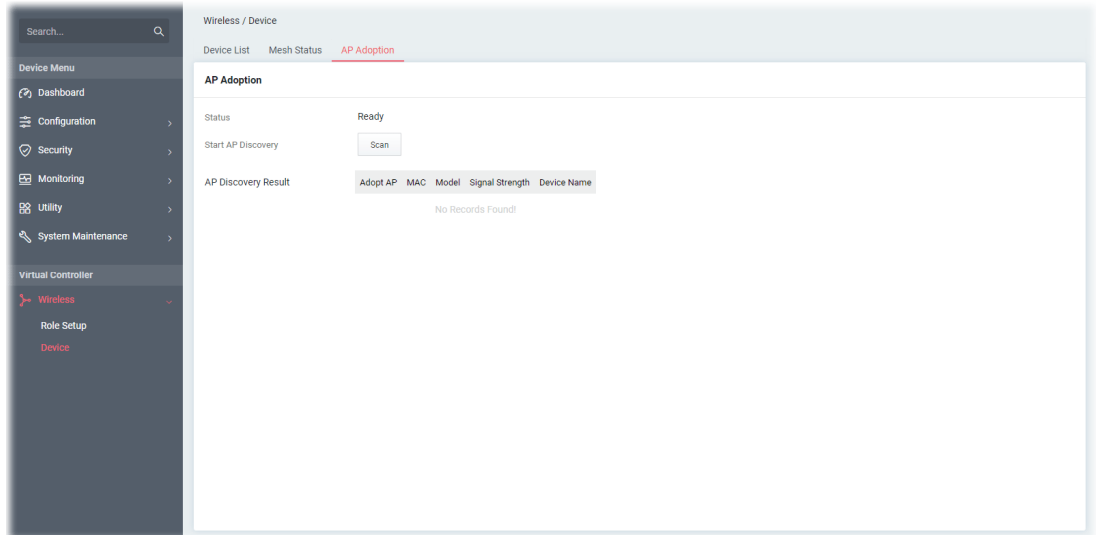 Search...
Device Menu
Dashboard
Configuration
Security
Monitoring
Utility
System Maintenance
Virtual Controller
Wireless
Role Setup
Device
Wireless / Device
Device List Mesh Status AP Adoption
AP Adoption
Status Ready
Start AP Discovery Scan
AP Discovery Result Adopt AP MAC Model Signal Strength Device Name
No Records Found!